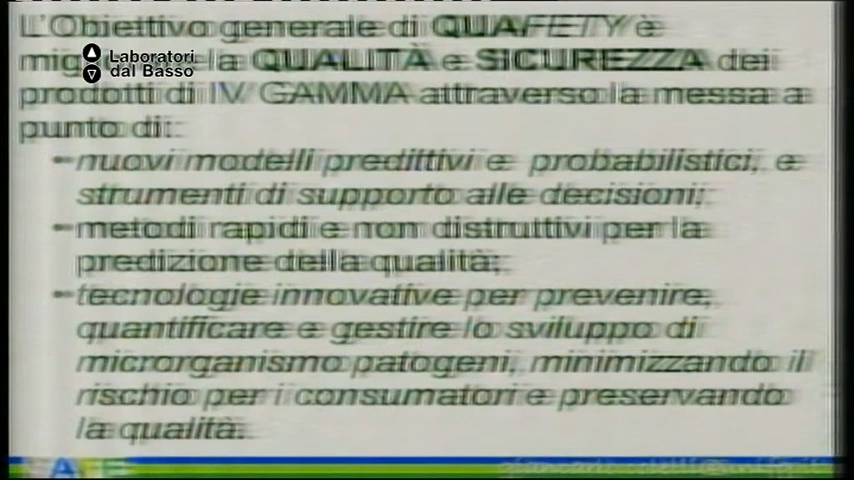 L'Obiettivo generale di QUAFETY è
la QUALITÀ e SICUREZZA dei
Laboratori
dal Basso
prodotti di IV GAMMA attraverso la messa a
punto di:
- nuovi modelli predittivi e probabilistici, e
strumenti di supporto alle decisioni;
- metodi rapidi e non distruttivi per la
predizione della qualità;
- tecnologie innovative per prevenire,
quantificare e gestire lo sviluppo di
microrganismo patogeni, minimizzando il
rischio per i consumatori e preservando
la qualità.